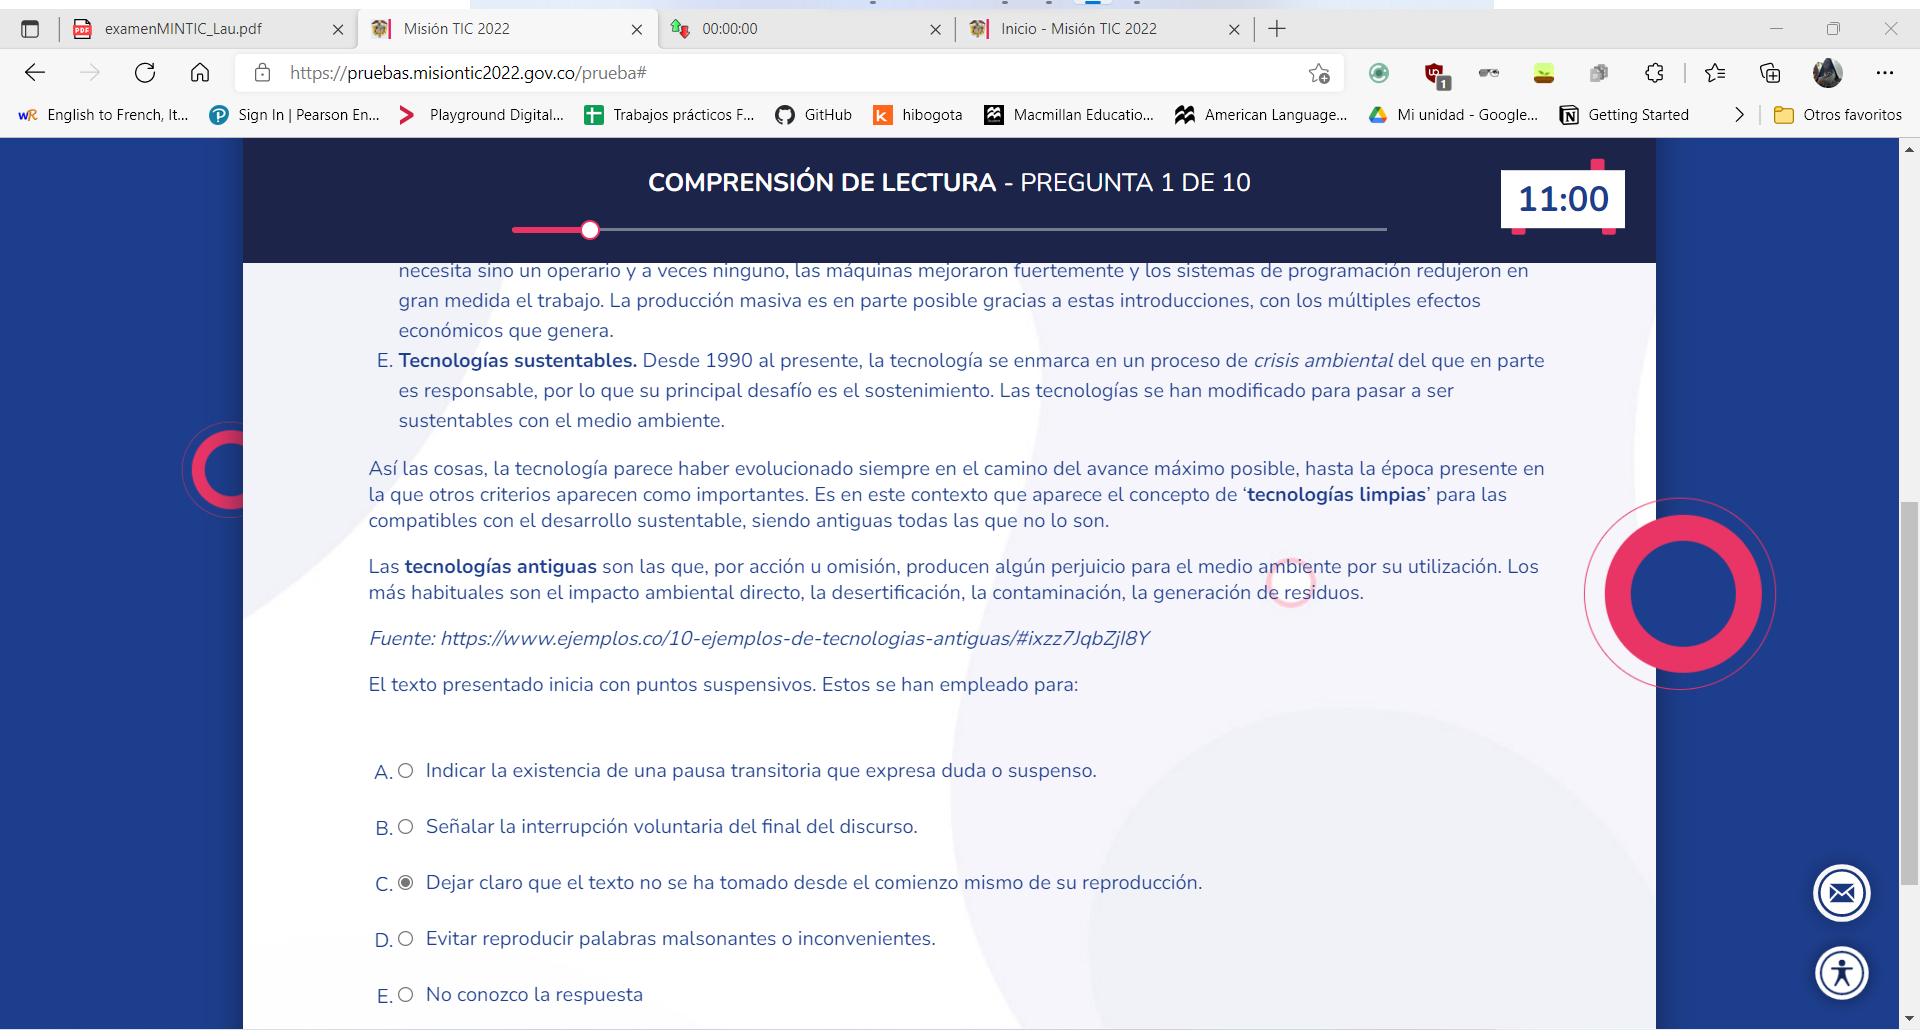 examenMINTIC_Lau.pdf
Misión TIC 2022
00:00:00
Inicio - Misión TIC 2022
https://pruebas.misiontic2022.gov.co/prueba#
1
English to French, It...
Sign In | Pearson En...
Playground Digital...
Trabajos prácticos F...
GitHub
hibogota
Macmillan Educatio...
American Language...
Mi unidad - Google...
Getting Started
Otros favoritos
COMPRENSIÓN DE LECTURA - PREGUNTA 1 DE 10
11:00
necesita sino un operario y a veces ninguno, las máquinas mejoraron fuertemente y los sistemas de programación redujeron en
gran medida el trabajo. La producción masiva es en parte posible gracias a estas introducciones, con los múltiples efectos
económicos que genera.
E. Tecnologías sustentables. Desde 1990 al presente, la tecnología se enmarca en un proceso de crisis ambiental del que en parte
es responsable, por lo que su principal desafío es el sostenimiento. Las tecnologías se han modificado para pasar a ser
sustentables con el medio ambiente.
Así las cosas, la tecnología parece haber evolucionado siempre en el camino del avance máximo posible, hasta la época presente en
la que otros criterios aparecen como importantes. Es en este contexto que aparece el concepto de ‘tecnologías limpias’ para las
compatibles con el desarrollo sustentable, siendo antiguas todas las que no lo son.
Las tecnologías antiguas son las que, por acción u omisión, producen algún perjuicio para el medio ambiente por su utilización. Los
más habituales son el impacto ambiental directo, la desertificación, la contaminación, la generación de residuos.
Fuente: https://www.ejemplos.co/10-ejemplos-de-tecnologias-antiguas/#ixzz7JqbZjI8Y
El texto presentado inicia con puntos suspensivos. Estos se han empleado para:
A. Indicar la existencia de una pausa transitoria que expresa duda o suspenso.
B. Señalar la interrupción voluntaria del final del discurso.
C. Dejar claro que el texto no se ha tomado desde el comienzo mismo de su reproducción.
D. Evitar reproducir palabras malsonantes o inconvenientes.
E. No conozco la respuesta